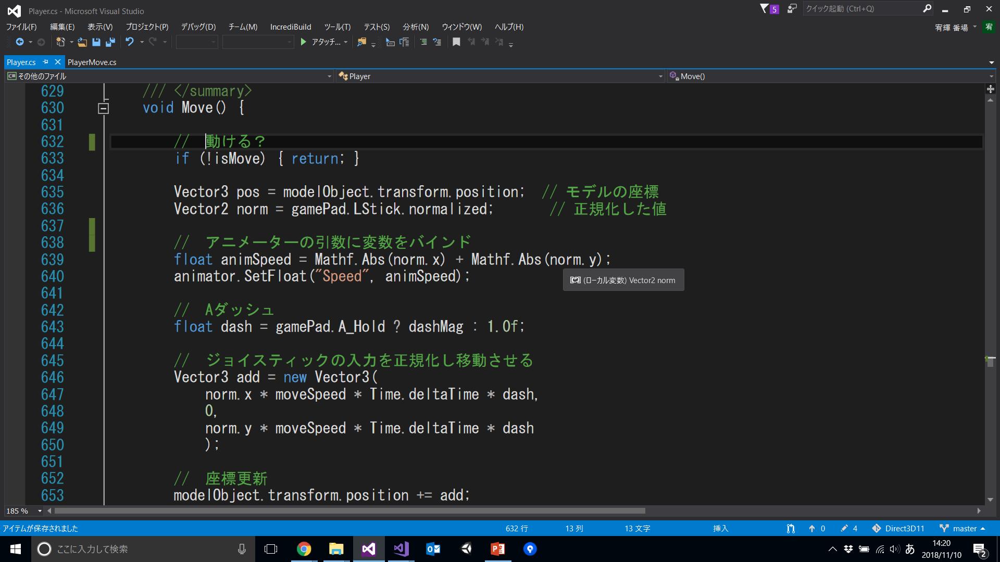 Player.cs - Microsoft Visual Studio
5
クイック起動 (Ctrl+Q)
ファイル(F) 編集(E) 表示(V) プロジェクト(P) デバッグ(D) チーム(M) IncrediBuild ツール(T) テスト(S) 分析(N) ウィンドウ(W) ヘルプ(H)
宥輝 番場 宥
アタッチ...
Player.cs PlayerMove.cs
C# その他のファイル Player Move()
629 /// </summary>
630 void Move() {
631
632 // 動ける？
633 if (!isMove) { return; }
634
635 Vector3 pos = modelObject.transform.position; // モデルの座標
636 Vector2 norm = gamePad.LStick.normalized; // 正規化した値
637
638 // アニメーターの引数に変数をバインド
639 float animSpeed = Mathf.Abs(norm.x) + Mathf.Abs(norm.y);
640 animator.SetFloat("Speed", animSpeed);
(ローカル変数) Vector2 norm
641
642 // Aダッシュ
643 float dash = gamePad.A_Hold ? dashMag : 1.0f;
644
645 // ジョイスティックの入力を正規化し移動させる
646 Vector3 add = new Vector3(
647 norm.x * moveSpeed * Time.deltaTime * dash,
648 0,
649 norm.y * moveSpeed * Time.deltaTime * dash
650 );
651
652 // 座標更新
653 modelObject.transform.position += add;
185 %
アイテムが保存されました 632 行 13 列 13 文字 挿入 0 4 Direct3D11 master
ここに入力して検索
あ
14:20
2018/11/10
2